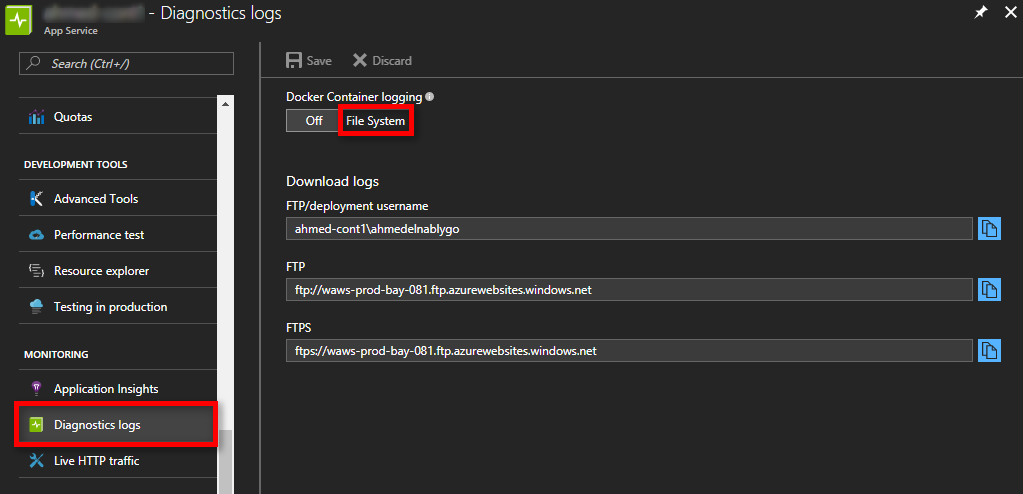 - Diagnostics logs
App Service
Search (Ctrl+/)
Quotas
DEVELOPMENT TOOLS
Advanced Tools
Performance test
Resource explorer
Testing in production
MONITORING
Application Insights
Diagnostics logs
Live HTTP traffic
Save Discard
Docker Container logging
Off File System
Download logs
FTP/deployment username
ahmed-cont1\ahmedelnablygo
FTP
ftp://waws-prod-bay-081.ftp.azurewebsites.windows.net
FTPS
ftps://waws-prod-bay-081.ftp.azurewebsites.windows.net